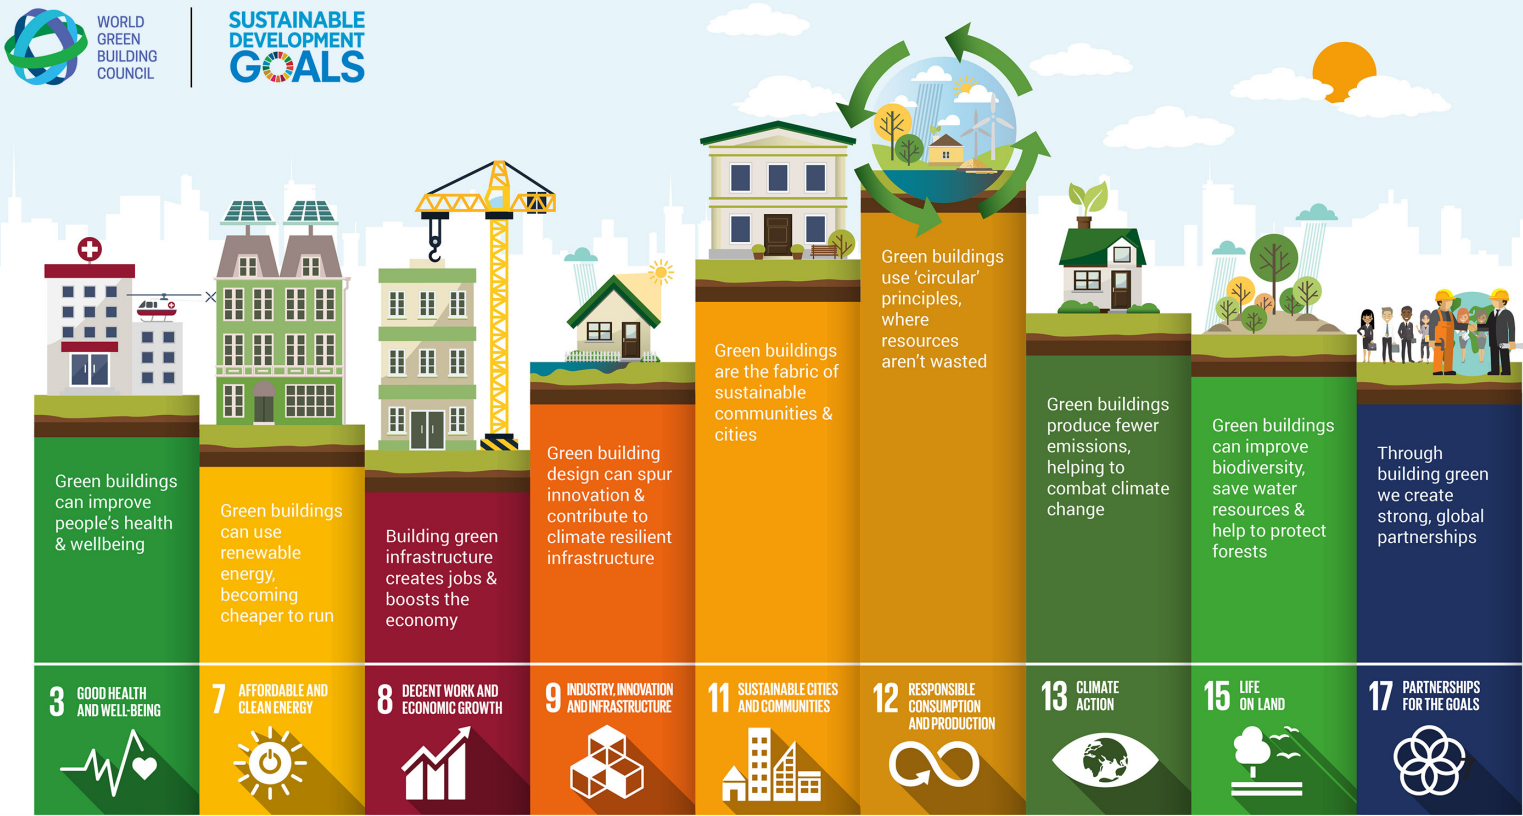 WORLD
GREEN
BUILDING
COUNCIL
SUSTAINABLE
DEVELOPMENT
GOALS
Green buildings
can improve
people's health
& wellbeing
Green buildings
can use
renewable
energy,
becoming
cheaper to run
Building green
infrastructure
creates jobs &
boosts the
economy
Green building
design can spur
innovation &
contribute to
climate resilient
infrastructure
Green buildings
are the fabric of
sustainable
communities &
cities
Green buildings
use ‘circular’
principles,
where
resources
aren't wasted
Green buildings
produce fewer
emissions,
helping to
combat climate
change
Green buildings
can improve
biodiversity,
save water
resources &
help to protect
forests
Through
building green
we create
strong, global
partnerships
3 GOOD HEALTH
AND WELL-BEING
7 AFFORDABLE AND
CLEAN ENERGY
8 DECENT WORK AND
ECONOMIC GROWTH
9 INDUSTRY, INNOVATION
AND INFRASTRUCTURE
11 SUSTAINABLE CITIES
AND COMMUNITIES
12 RESPONSIBLE
CONSUMPTION
AND PRODUCTION
13 CLIMATE
ACTION
15 LIFE
ON LAND
17 PARTNERSHIPS
FOR THE GOALS